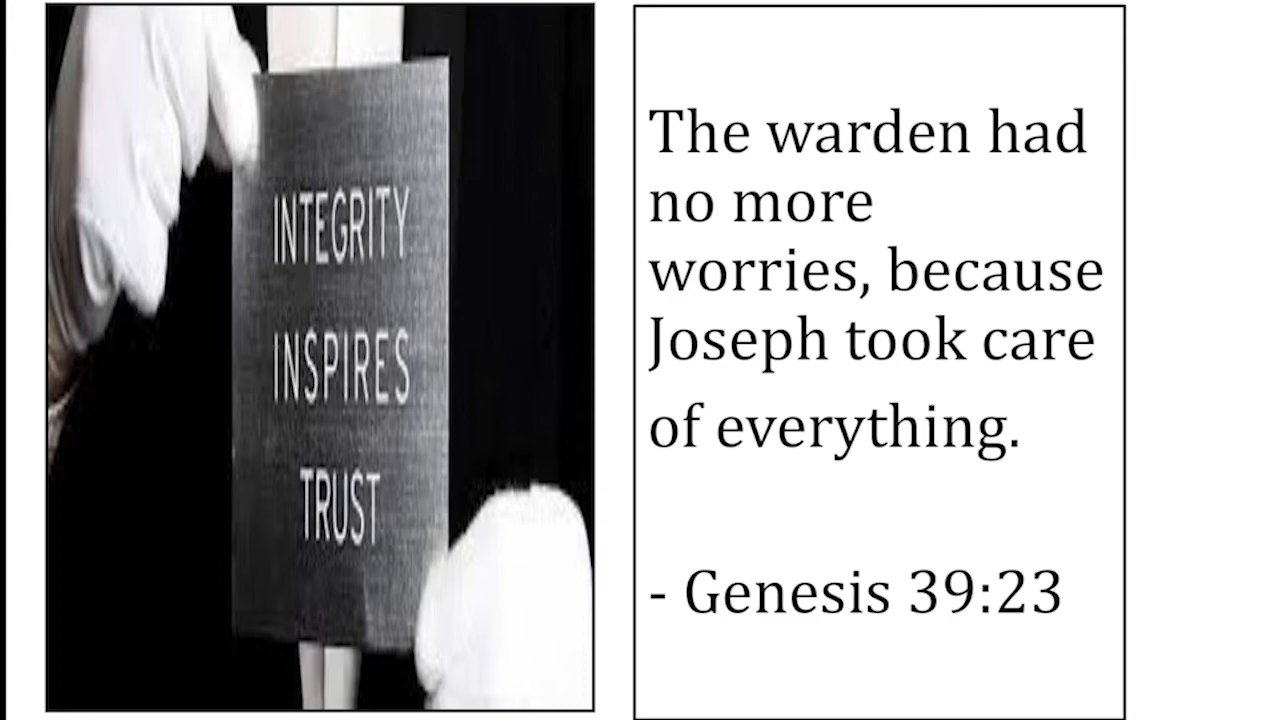 INTEGRITY
INSPIRES
TRUST
The warden had
no more
worries, because
Joseph took care
of everything.
- Genesis 39:23